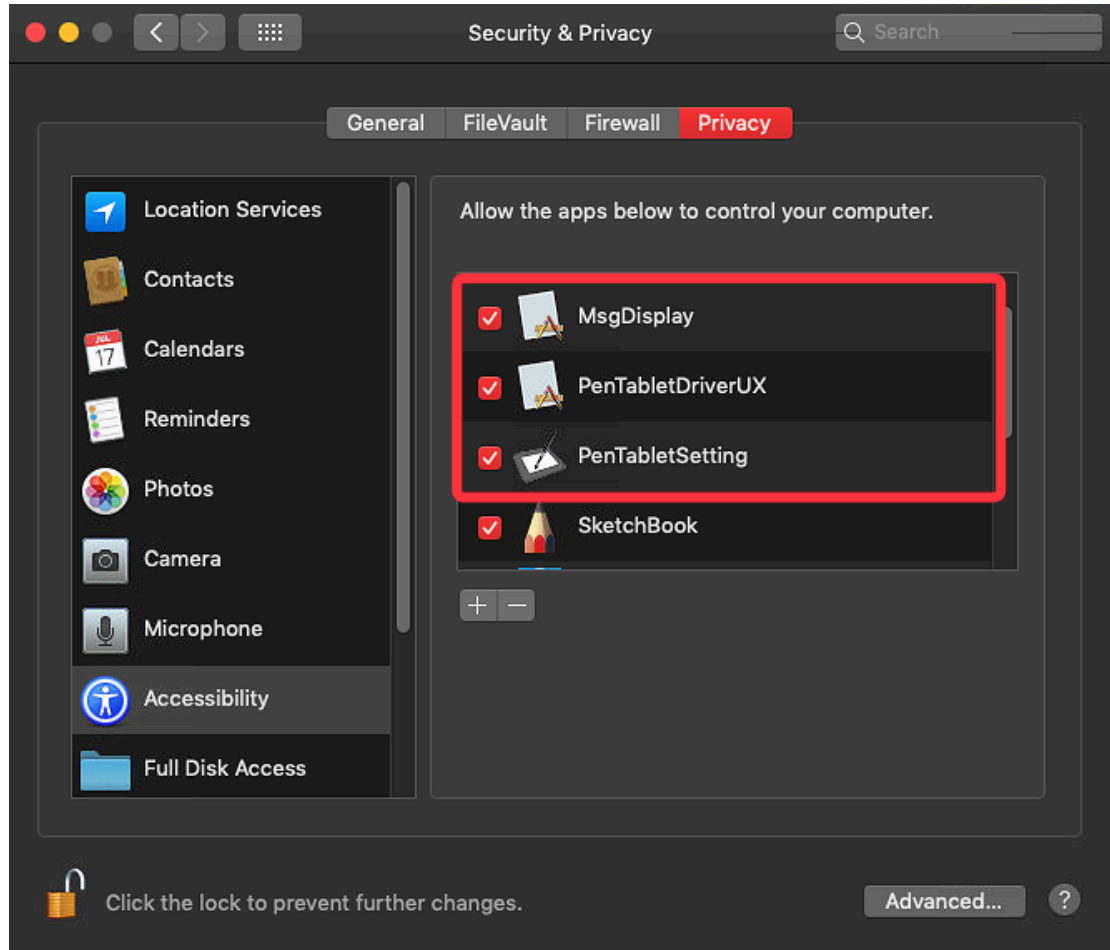 Security & Privacy
Search
General
FileVault
Firewall
Privacy
Location Services
Contacts
JUL
17
Calendars
Reminders
Photos
Camera
Microphone
Accessibility
Full Disk Access
Allow the apps below to control your computer.
MsgDisplay
PenTabletDriverUX
PenTabletSetting
SketchBook
+
−
Click the lock to prevent further changes.
Advanced...
?